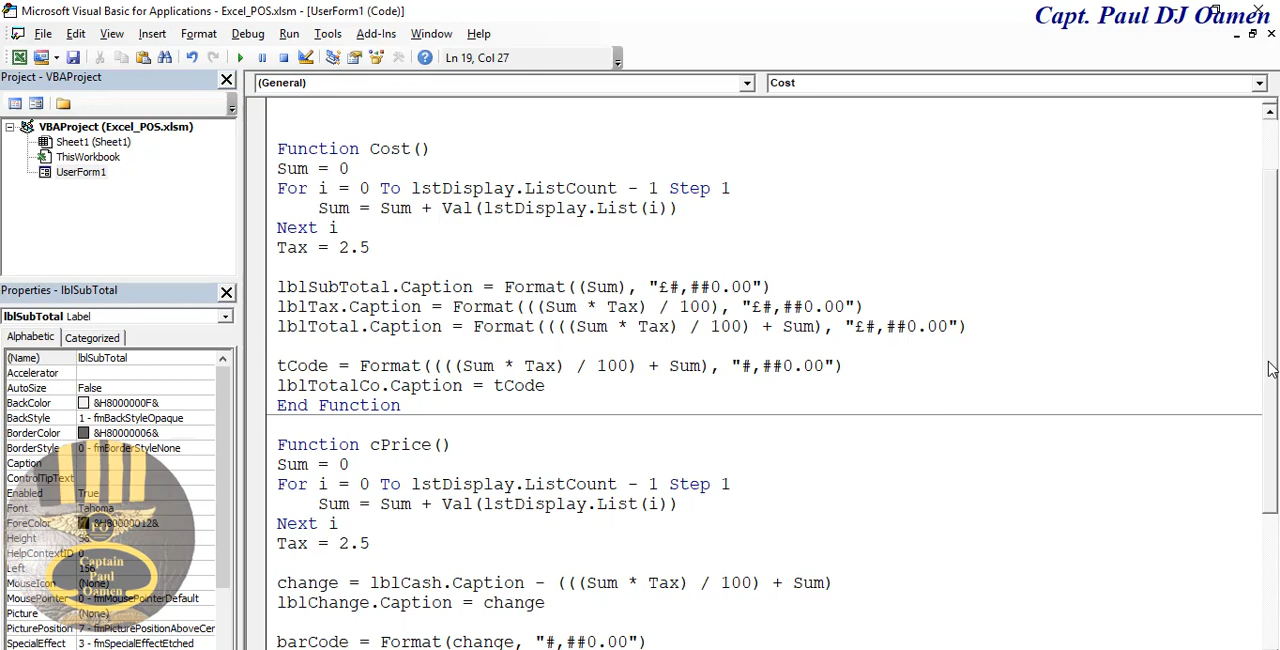 Microsoft Visual Basic for Applications - Excel_POS.xlsm - [UserForm1 (Code)]
Capt. Paul DJ Oamen
File Edit View Insert Format Debug Run Tools Add-Ins Window Help
Ln 19, Col 27
Project - VBAProject
(General)
Cost
VBAProject (Excel_POS.xlsm)
Sheet1 (Sheet1)
ThisWorkbook
UserForm1
Properties - lblSubTotal
lblSubTotal Label
Alphabetic Categorized
(Name) lblSubTotal
Accelerator
AutoSize False
BackColor &H8000000F&
BackStyle 1 - fmBackStyleOpaque
BorderColor &H80000006&
BorderStyle 0 - fmBorderStyleNone
Caption
ControlTipText
Enabled True
Font Tahoma
ForeColor &H80000012&
Height
HelpContextID 0
Left 156
MouseIcon (None)
MousePointer 0 - fmMousePointerDefault
Picture (None)
PicturePosition 7 - fmPicturePositionAboveCer
SpecialEffect 3 - fmSpecialEffectEtched
Captain
Paul
Oamen
Function Cost()
Sum = 0
For i = 0 To lstDisplay.ListCount - 1 Step 1
Sum = Sum + Val(lstDisplay.List(i))
Next i
Tax = 2.5
lblSubTotal.Caption = Format((Sum), "£#,##0.00")
lblTax.Caption = Format(((Sum * Tax) / 100), "£#,##0.00")
lblTotal.Caption = Format((((Sum * Tax) / 100) + Sum), "£#,##0.00")
tCode = Format((((Sum * Tax) / 100) + Sum), "#,##0.00")
lblTotalCo.Caption = tCode
End Function
Function cPrice()
Sum = 0
For i = 0 To lstDisplay.ListCount - 1 Step 1
Sum = Sum + Val(lstDisplay.List(i))
Next i
Tax = 2.5
change = lblCash.Caption - (((Sum * Tax) / 100) + Sum)
lblChange.Caption = change
barCode = Format(change, "#,##0.00")